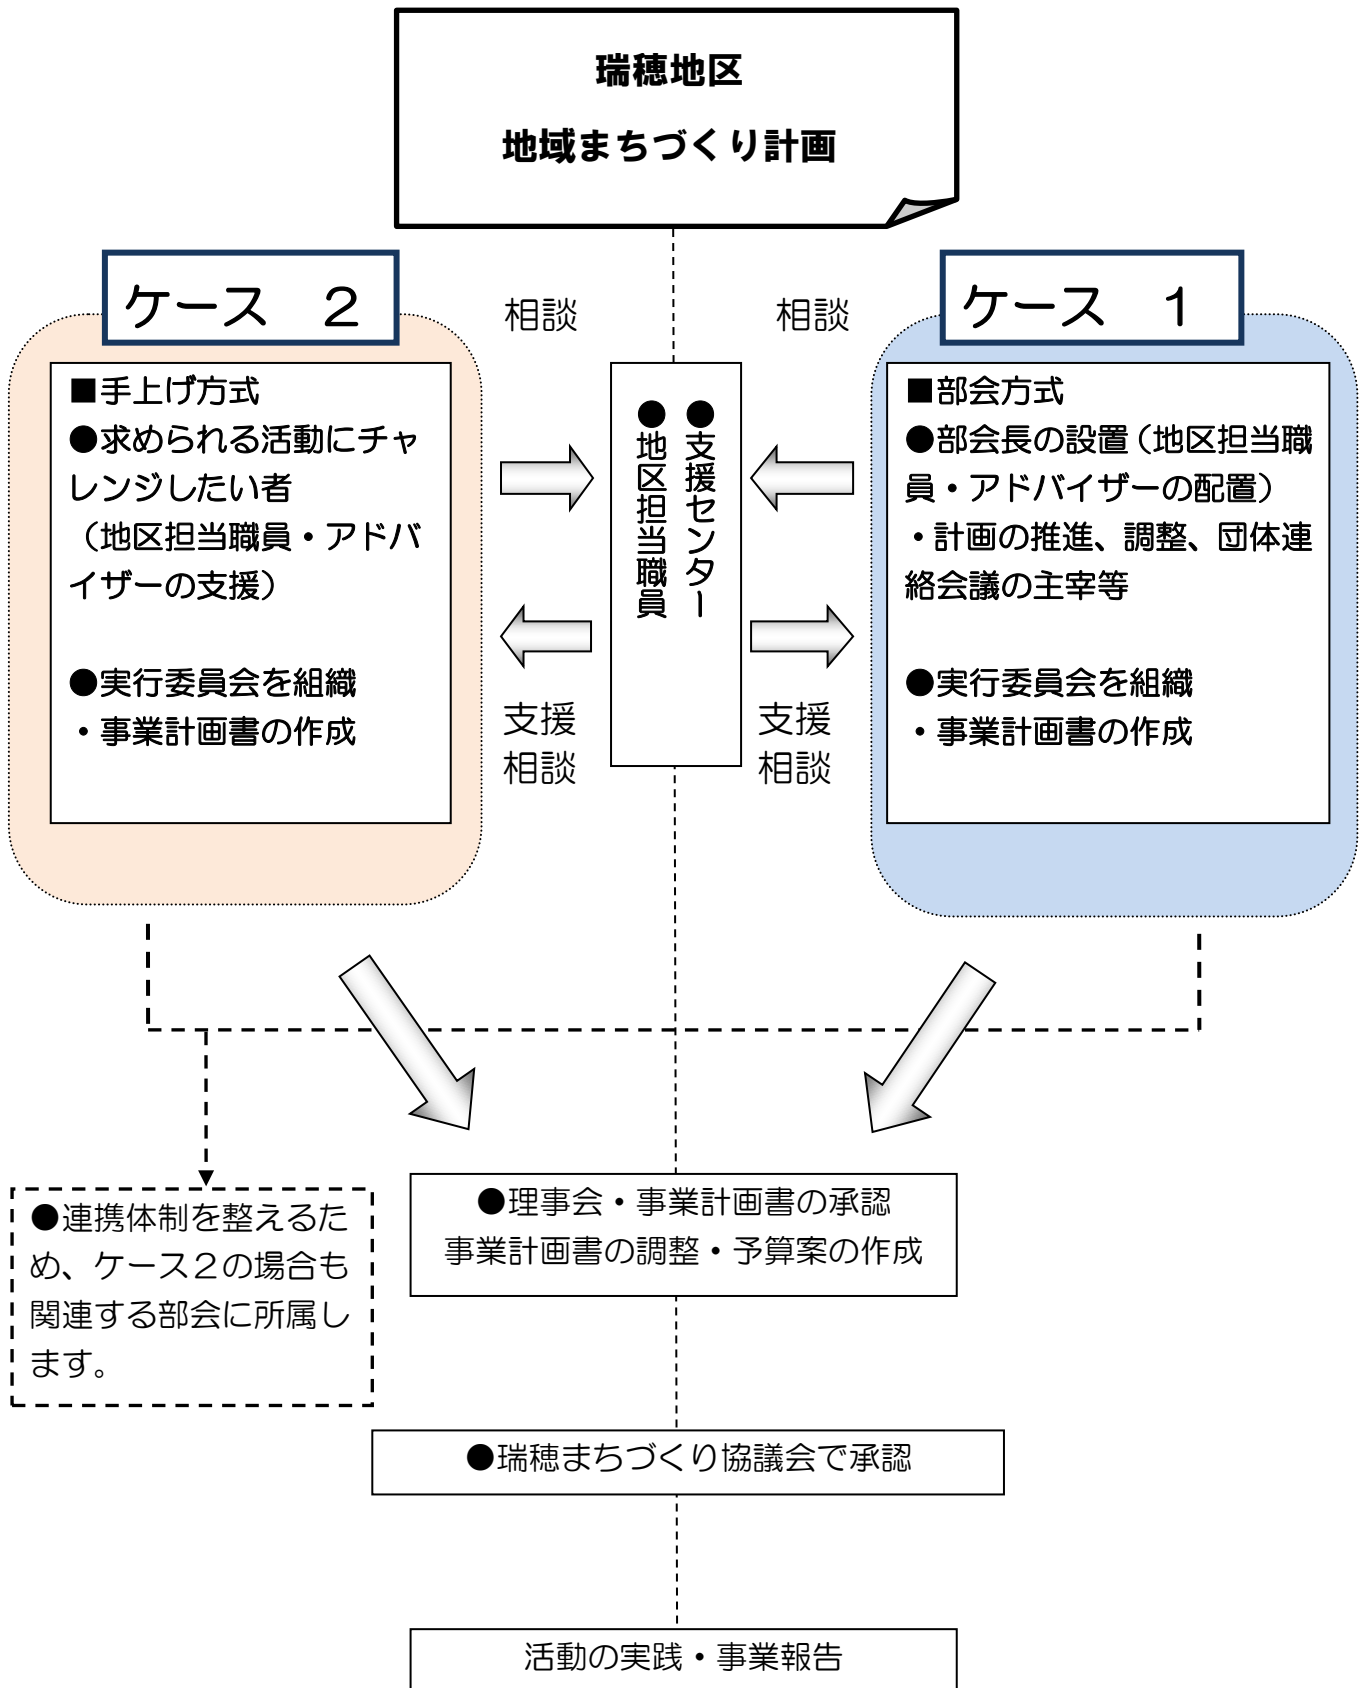 瑞穂地区
地域まちづくり計画
ケース　２
相談
相談
ケース　１
■手上げ方式
●求められる活動にチャ
レンジしたい者
（地区担当職員・アドバ
イザーの支援）
●実行委員会を組織
・事業計画書の作成
●支援センター
●地区担当職員
■部会方式
●部会長の設置（地区担当職
員・アドバイザーの配置）
・計画の推進、調整、団体連
絡会議の主宰等
●実行委員会を組織
・事業計画書の作成
支援
相談
支援
相談
●理事会・事業計画書の承認
事業計画書の調整・予算案の作成
●連携体制を整えるた
め、ケース２の場合も
関連する部会に所属し
ます。
●瑞穂まちづくり協議会で承認
活動の実践・事業報告